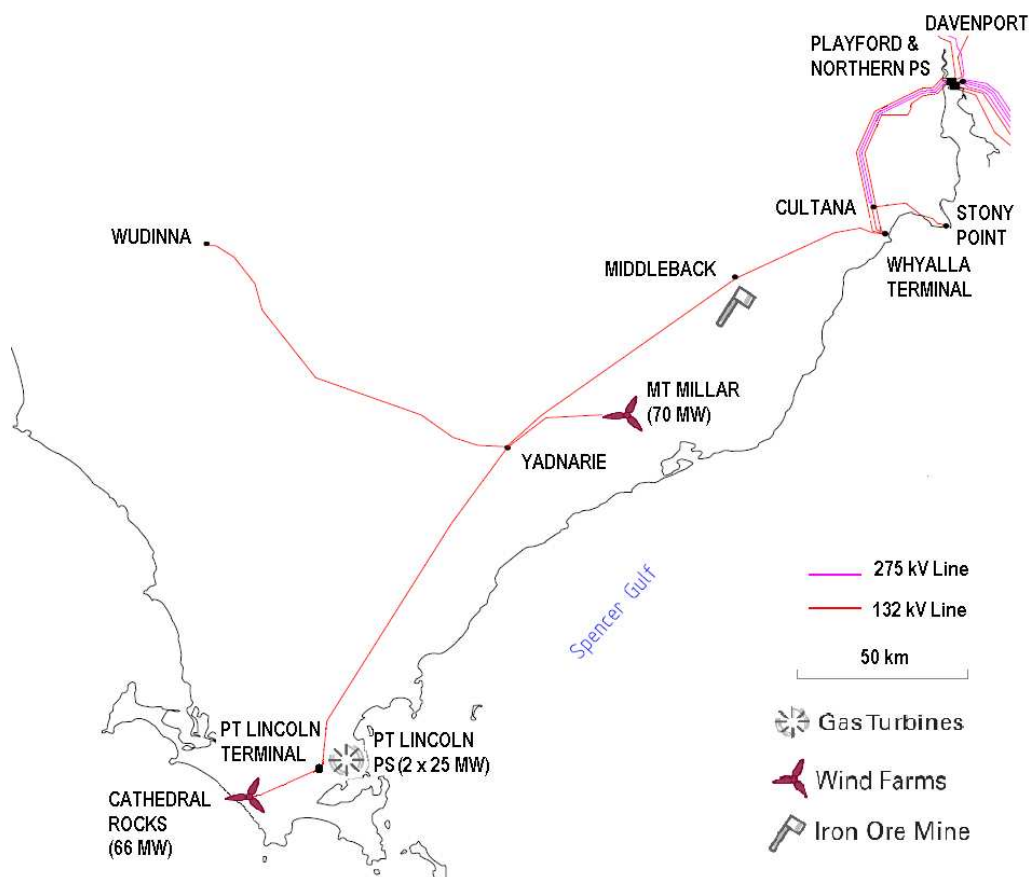 DAVENPORT
PLAYFORD &
NORTHERN PS
CULTANA
STONY
POINT
WUDINNA
MIDDLEBACK
WHYALLA
TERMINAL
MT MILLAR
(70 MW)
YADNARIE
275 kV Line
132 kV Line
Spencer Gulf
50 km
PT LINCOLN
TERMINAL
PT LINCOLN
PS (2 x 25 MW)
Gas Turbines
CATHEDRAL
ROCKS
(66 MW)
Wind Farms
Iron Ore Mine